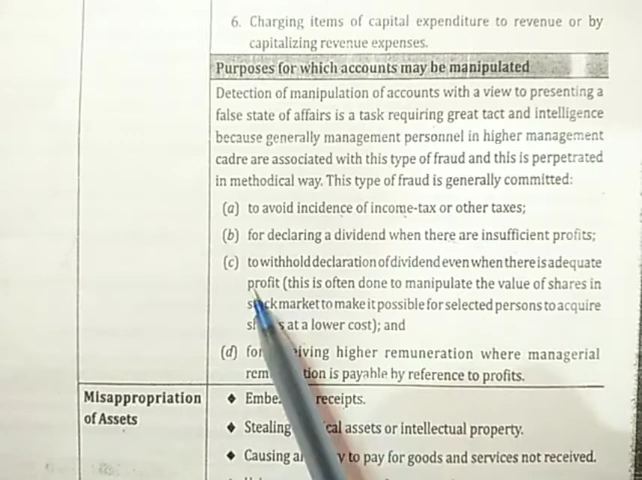 6. Charging items of capital expenditure to revenue or by
capitalizing revenue expenses.
Purposes for which accounts may be manipulated
Detection of manipulation of accounts with a view to presenting a
false state of affairs is a task requiring great tact and intelligence
because generally management personnel in higher management
cadre are associated with this type of fraud and this is perpetrated
in methodical way. This type of fraud is generally committed:
(a) to avoid incidence of income-tax or other taxes;
(b) for declaring a dividend when there are insufficient profits;
(c) to withhold declaration of dividend even when there is adequate
profit (this is often done to manipulate the value of shares in
market to make it possible for selected persons to acquire
at a lower cost); and
(d) for higher remuneration where managerial
is payable by reference to profits.
Misappropriation
of Assets
◆ receipts.
◆ Stealing assets or intellectual property.
◆ Causing to pay for goods and services not received.